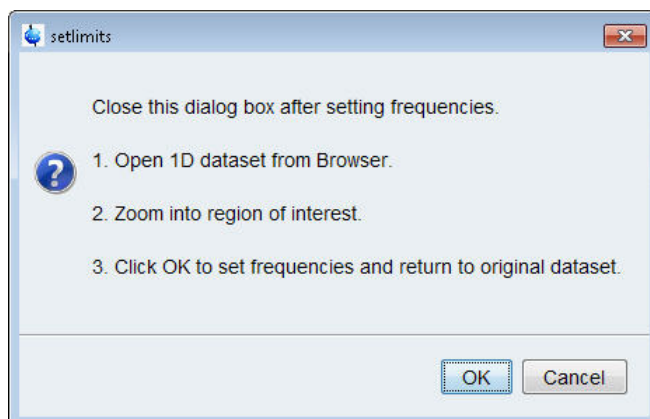 setlimits
Close this dialog box after setting frequencies.
1. Open 1D dataset from Browser.
2. Zoom into region of interest.
3. Click OK to set frequencies and return to original dataset.
OK Cancel